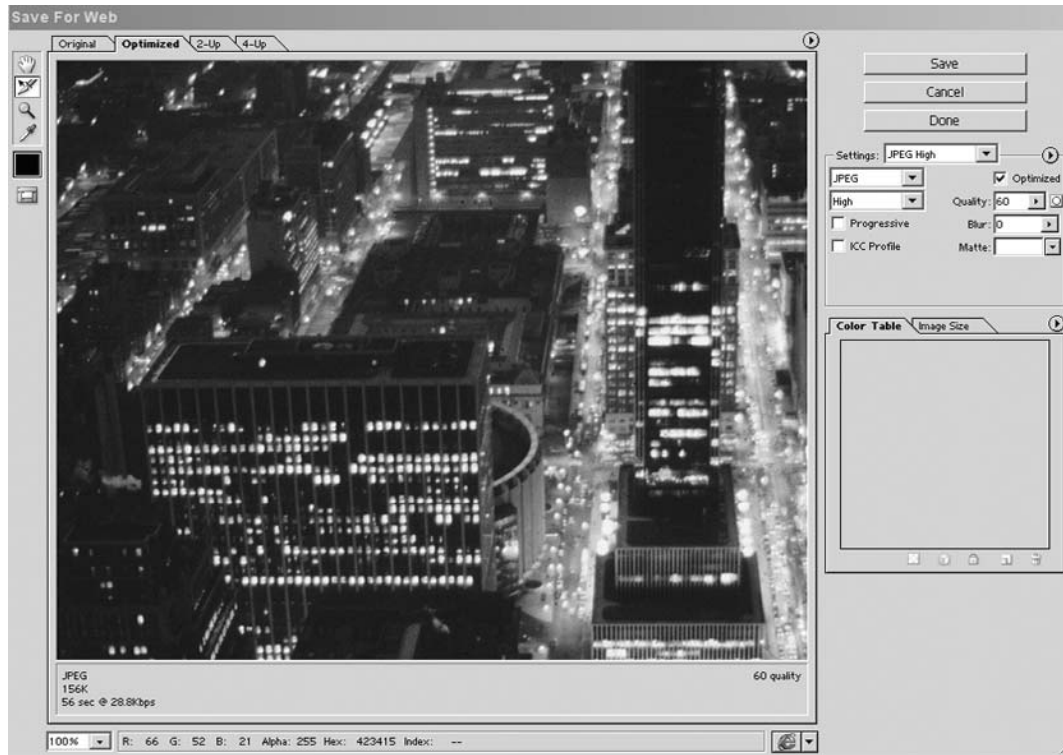 Save For Web
Original Optimized 2-Up 4-Up
Save
Cancel
Done
Settings: JPEG High
JPEG Optimized
High Quality: 60
Progressive Blur: 0
ICC Profile Matte:
Color Table Image Size
JPEG 60 quality
156K
56 sec @ 28.8Kbps
100% R: 66 G: 52 B: 21 Alpha: 255 Hex: 423415 Index: --